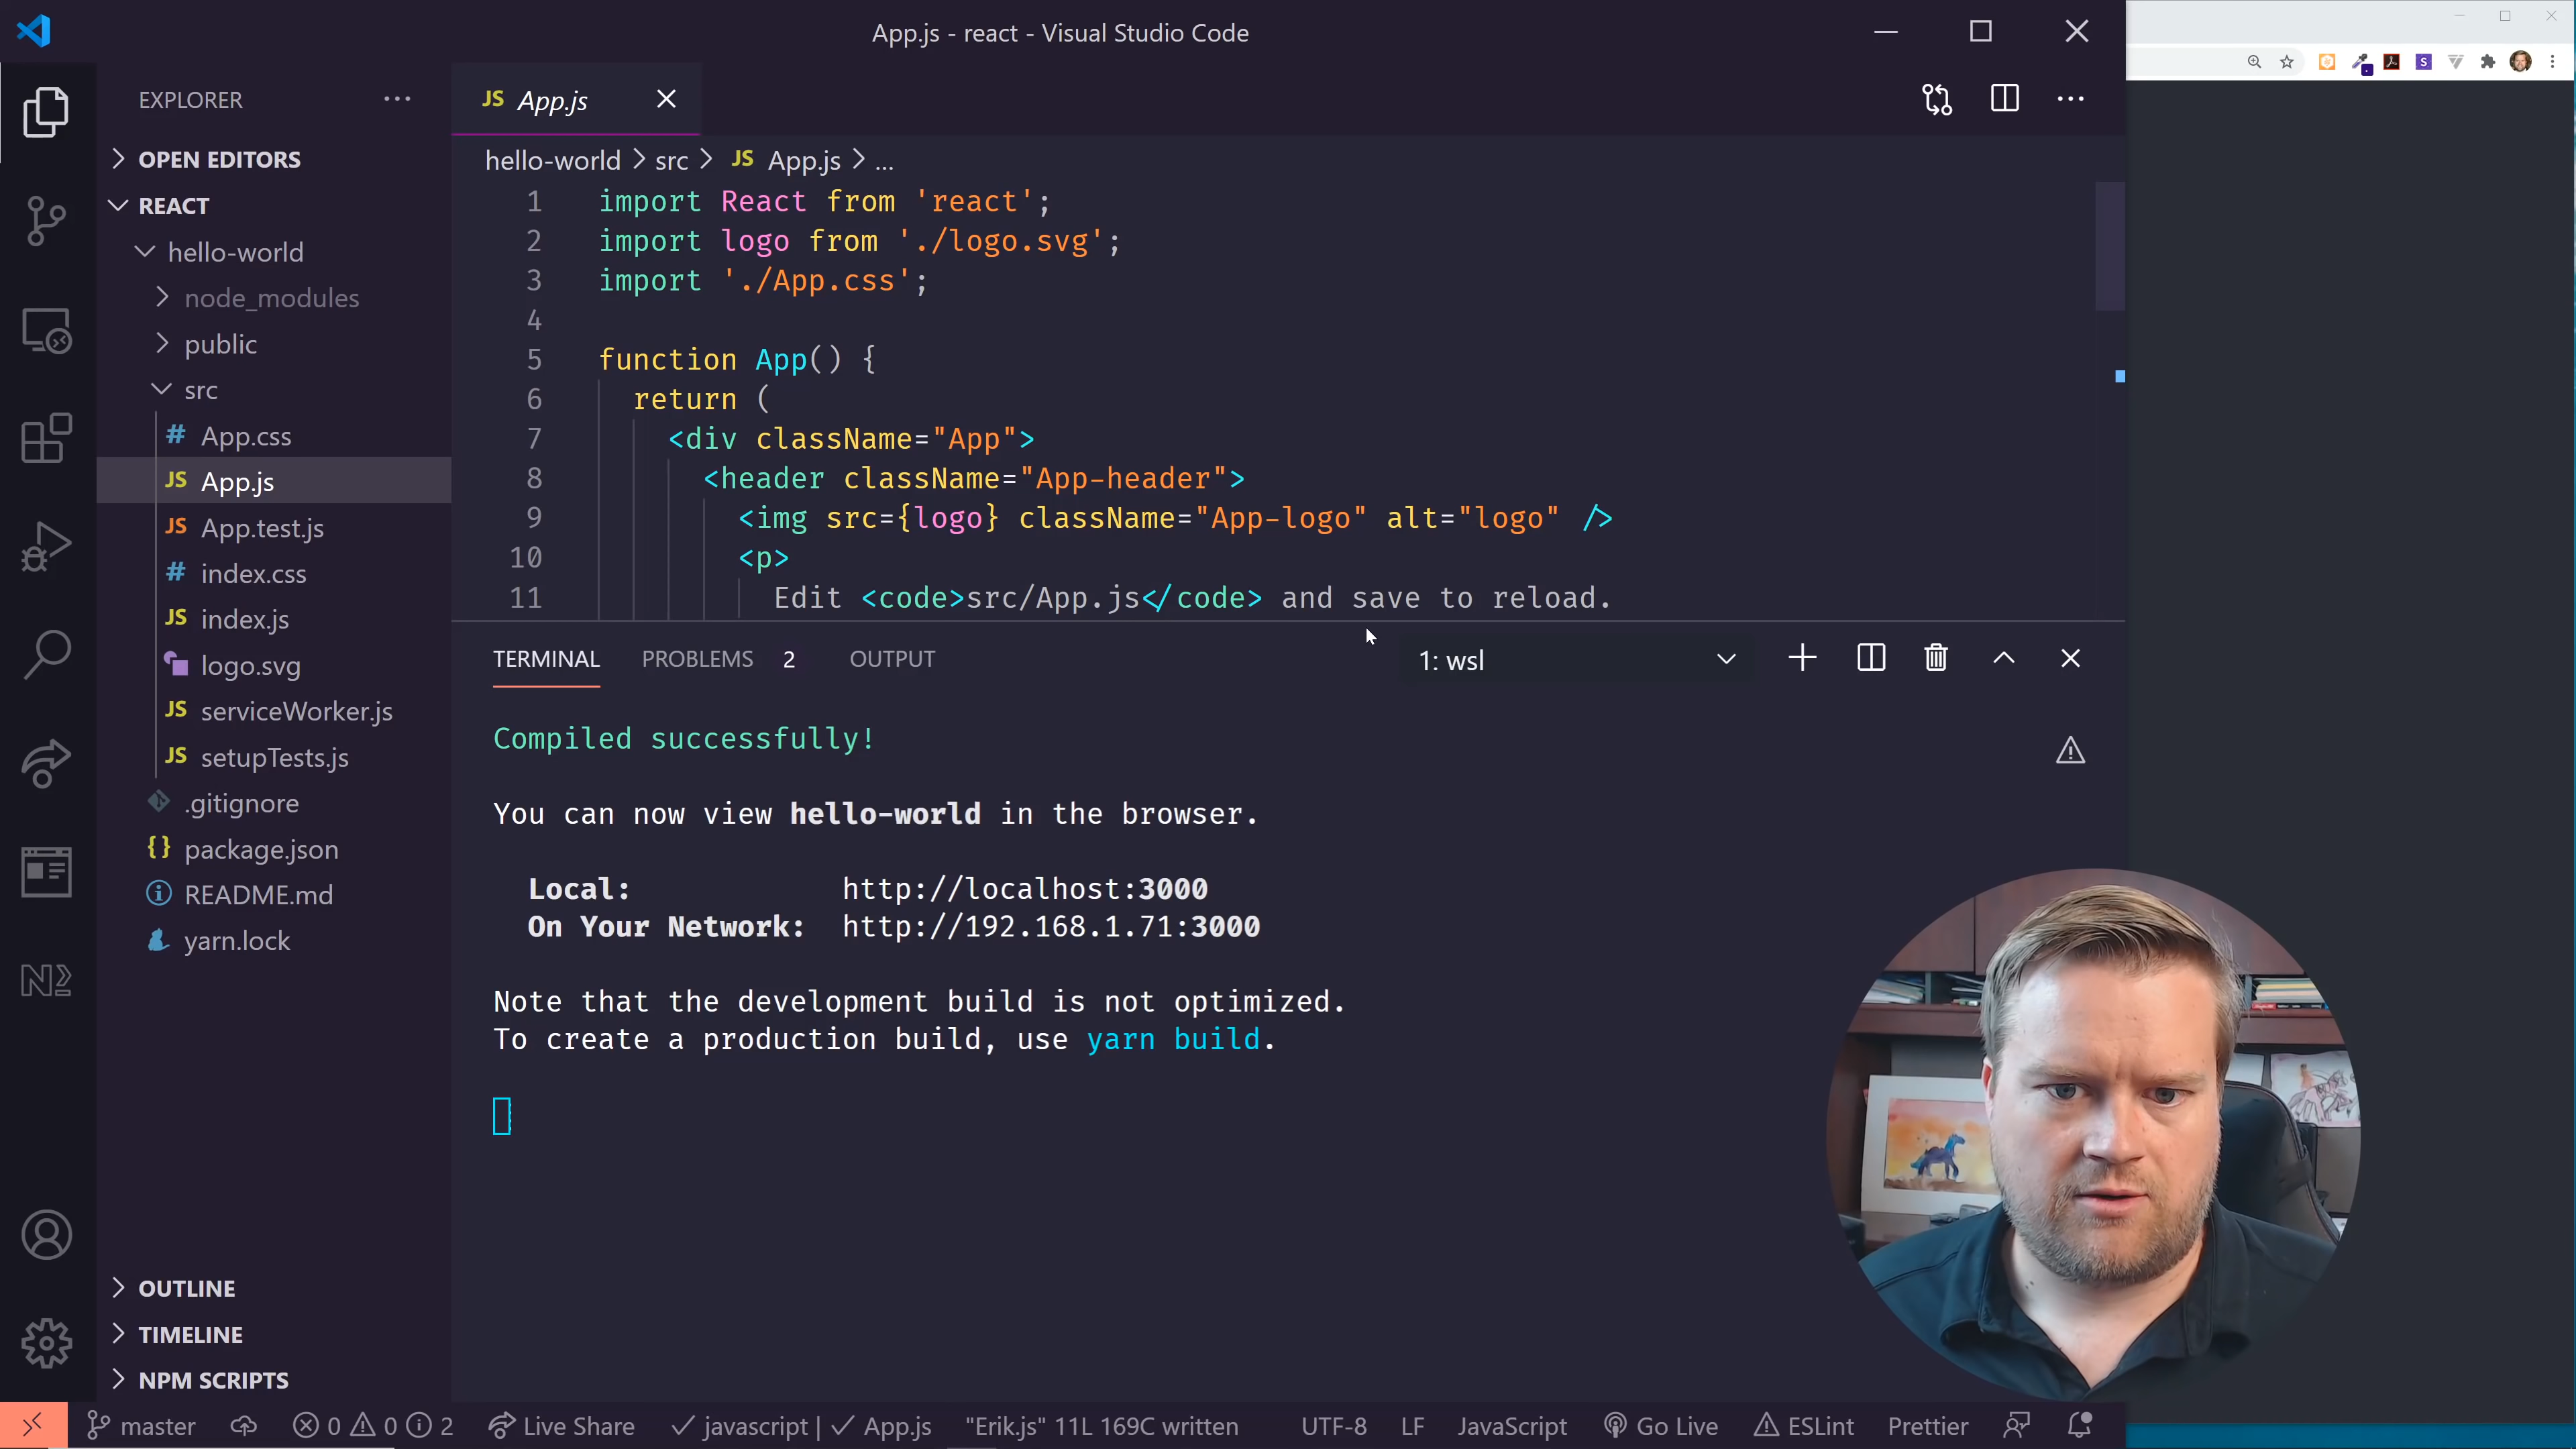 App.js - react - Visual Studio Code
EXPLORER
OPEN EDITORS
REACT
hello-world
node_modules
public
src
# App.css
JS App.js
JS App.test.js
# index.css
JS index.js
logo.svg
JS serviceWorker.js
JS setupTests.js
.gitignore
{} package.json
README.md
yarn.lock
OUTLINE
TIMELINE
NPM SCRIPTS
JS App.js
hello-world > src > JS App.js > ...
1 import React from 'react';
2 import logo from './logo.svg';
3 import './App.css';
4
5 function App() {
6 return (
7 <div className="App">
8 <header className="App-header">
9 <img src={logo} className="App-logo" alt="logo" />
10 <p>
11 Edit <code>src/App.js</code> and save to reload.
TERMINAL PROBLEMS 2 OUTPUT 1: wsl
Compiled successfully!
You can now view hello-world in the browser.
Local: http://localhost:3000
On Your Network: http://192.168.1.71:3000
Note that the development build is not optimized.
To create a production build, use yarn build.
master 0 0 2 Live Share javascript | App.js "Erik.js" 11L 169C written UTF-8 LF JavaScript Go Live ESLint Prettier